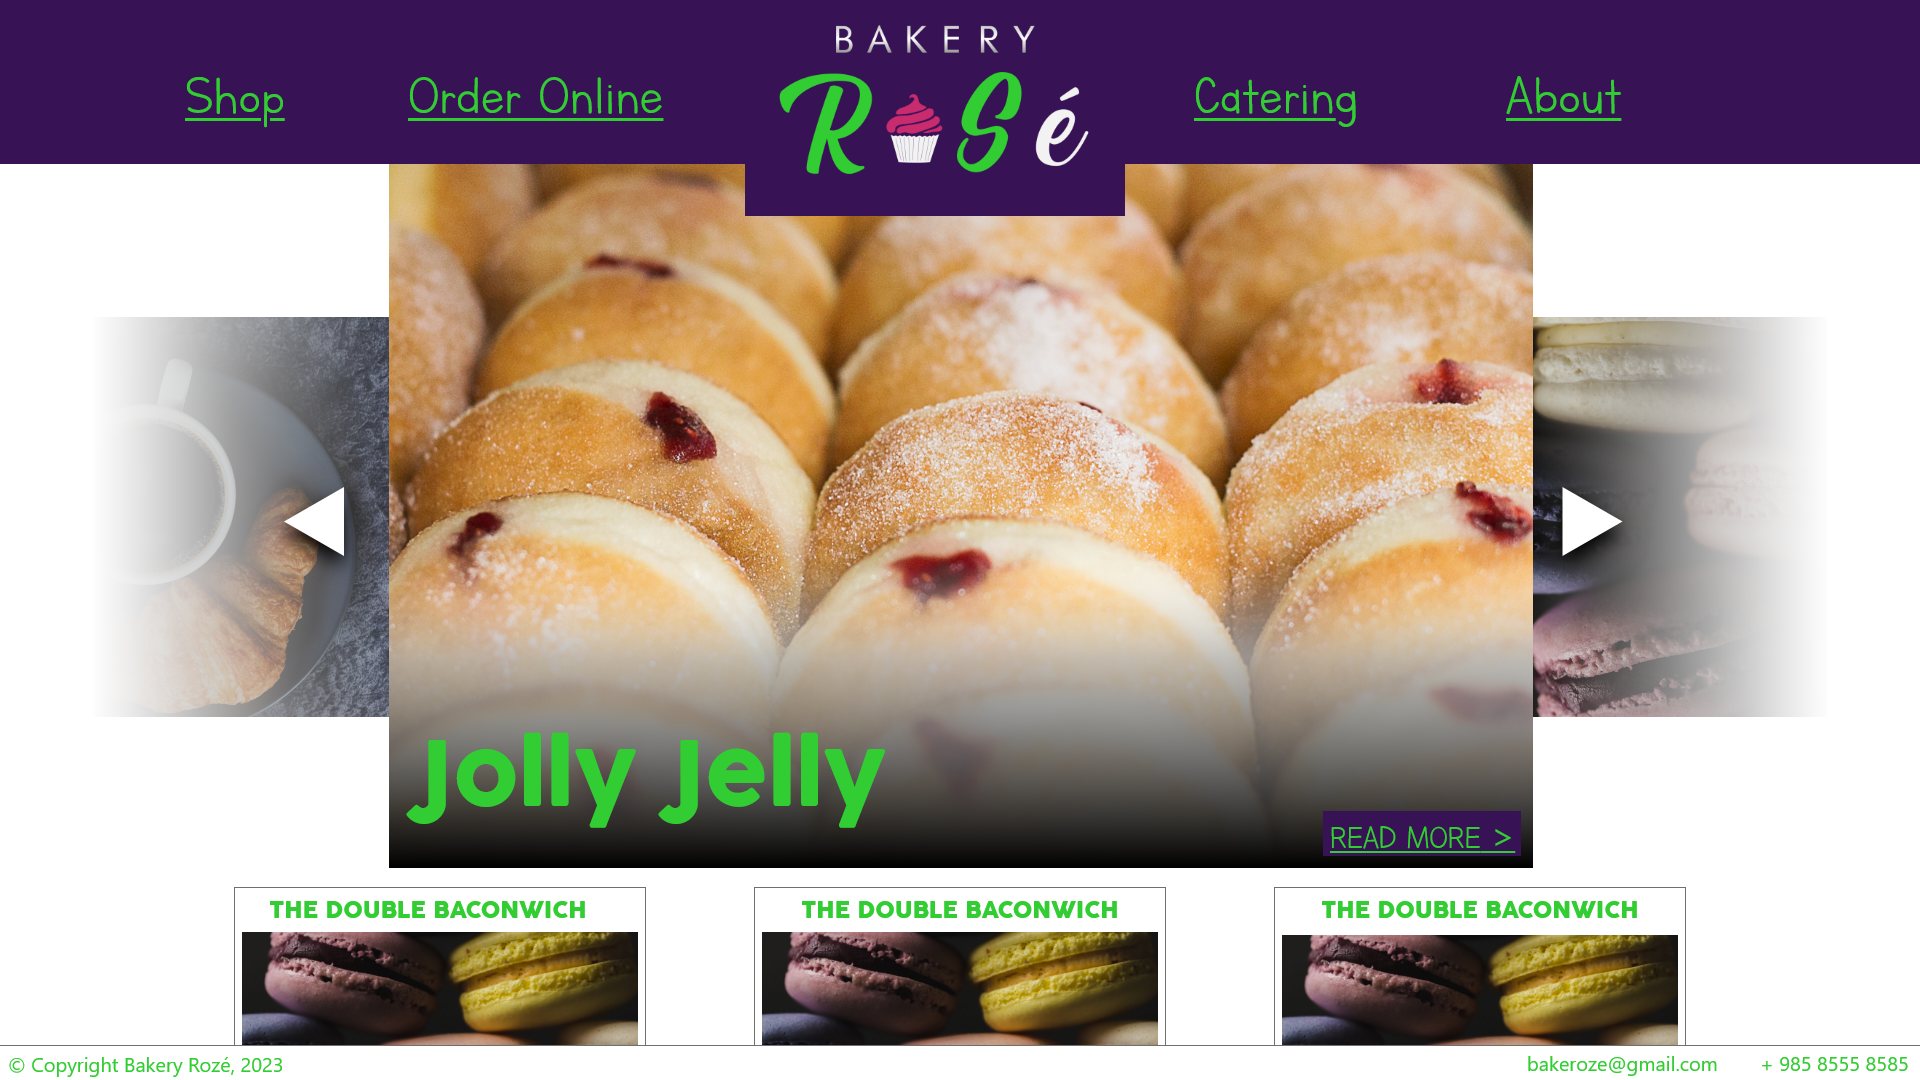 BAKERY
RoSé
Shop
Order Online
Catering
About
Jolly Jelly
READ MORE >
THE DOUBLE BACONWICH
THE DOUBLE BACONWICH
THE DOUBLE BACONWICH
© Copyright Bakery Rozé, 2023
bakeroze@gmail.com
+ 985 8555 8585